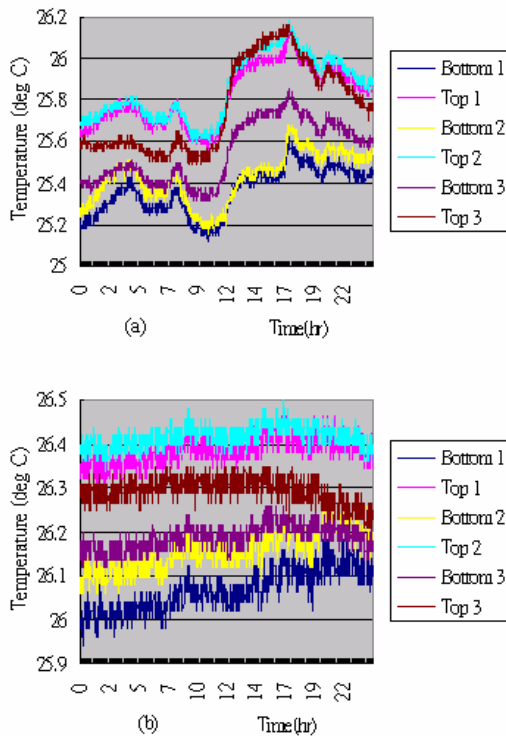 Temperature (deg C)
26.2
26
25.8
25.6
25.4
25.2
25
0
2
5
7
9
12
14
17
19
22
(a)
Time(hr)
Bottom 1
Top 1
Bottom 2
Top 2
Bottom 3
Top 3
Temperature (deg C)
26.5
26.4
26.3
26.2
26.1
26
25.9
0
2
5
7
10
12
14
17
19
22
(b)
Time(hr)
Bottom 1
Top 1
Bottom 2
Top 2
Bottom 3
Top 3